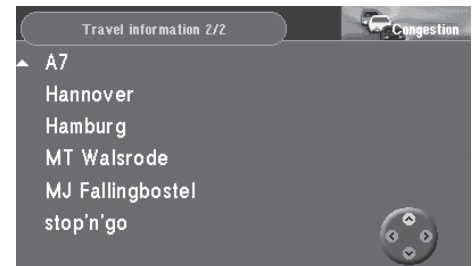 Travel information 2/2
Congestion
A7
Hannover
Hamburg
MT Walsrode
MJ Fallingbostel
stop'n'go